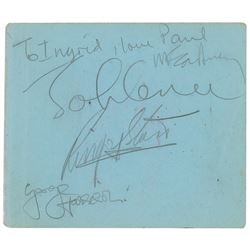 To Ingrid, love Paul
McCartney
John Lennon
Ringo Starr
George
Harrison